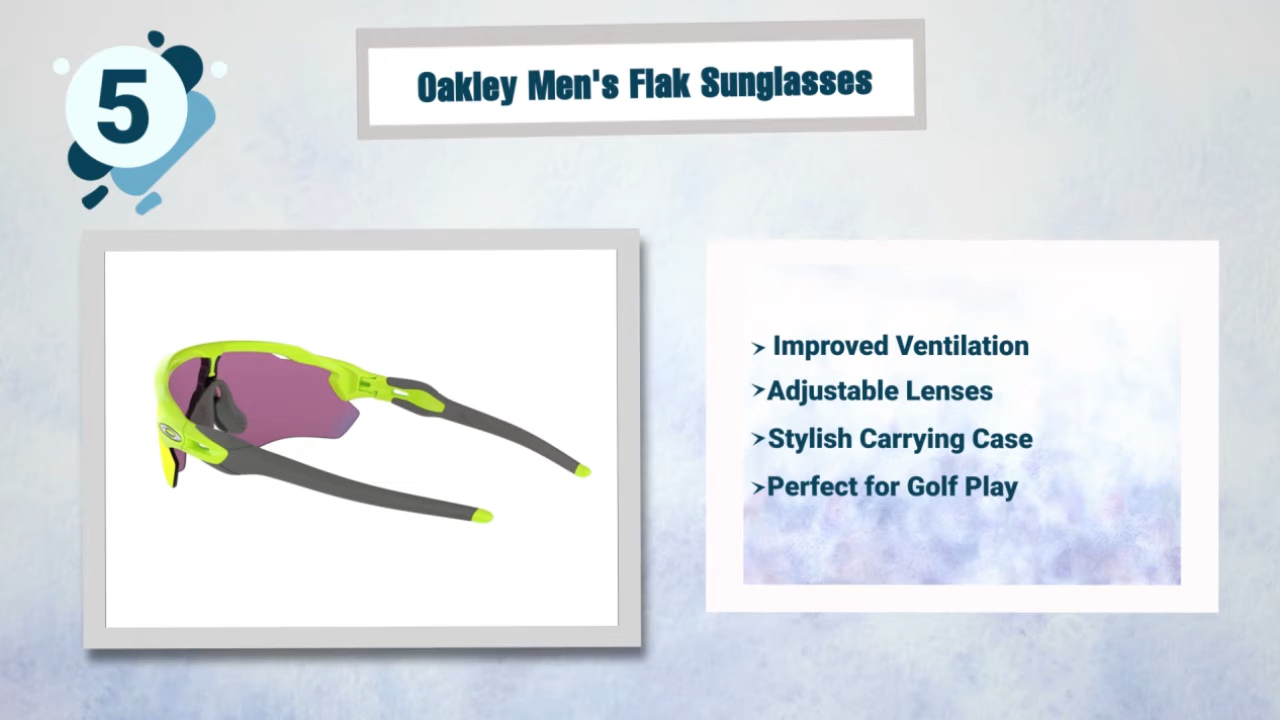 5
Oakley Men's Flak Sunglasses
➤ Improved Ventilation
➤Adjustable Lenses
➤Stylish Carrying Case
➤Perfect for Golf Play